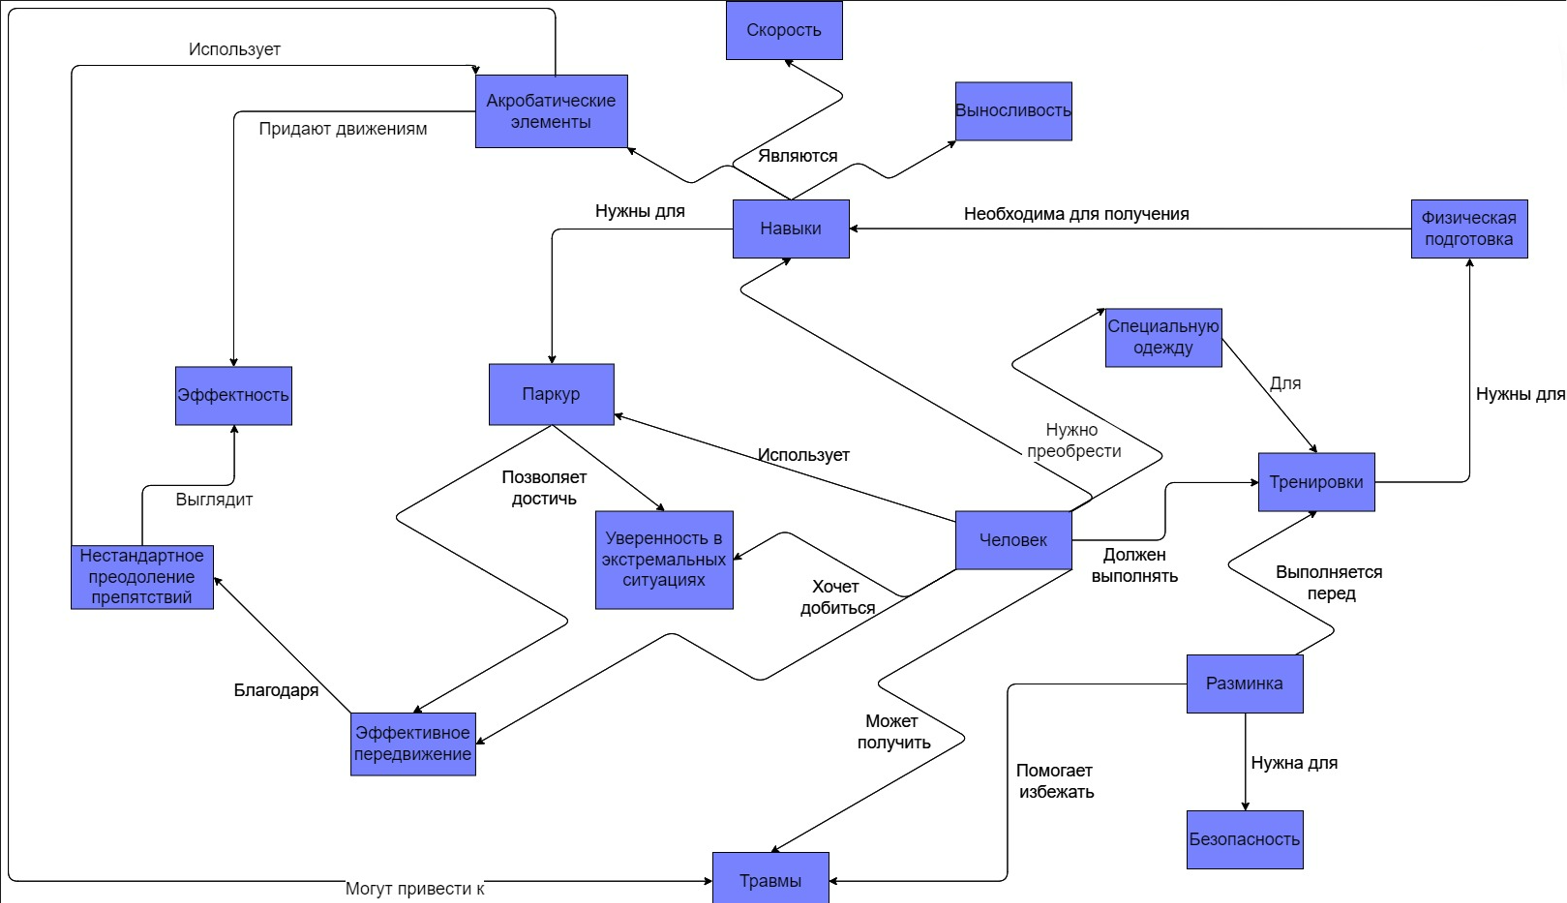 Скорость
Использует
Акробатические
элементы
Выносливость
Придают движениям
Являются
Нужны для
Навыки
Необходима для получения
Физическая
подготовка
Специальную
одежду
Эффектность
Паркур
Для
Нужны для
Нужно
преобрести
Использует
Позволяет
достичь
Тренировки
Выглядит
Уверенность в
экстремальных
ситуациях
Человек
Нестандартное
преодоление
препятствий
Должен
выполнять
Хочет
добиться
Выполняется
перед
Благодаря
Разминка
Эффективное
передвижение
Может
получить
Помогает
избежать
Нужна для
Безопасность
Могут привести к
Травмы